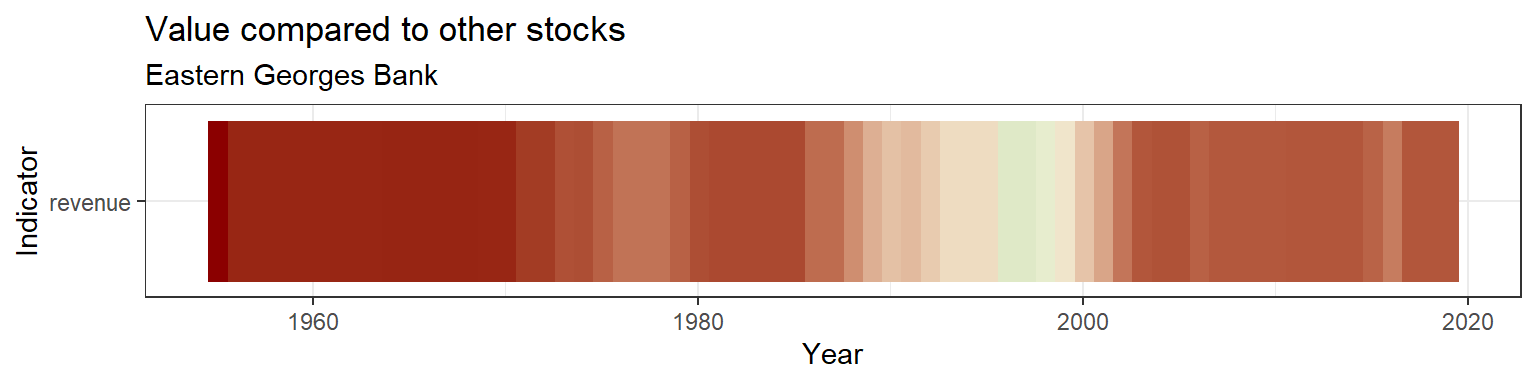 Value compared to other stocks
Eastern Georges Bank
Indicator
revenue
1960 1980 2000 2020
Year